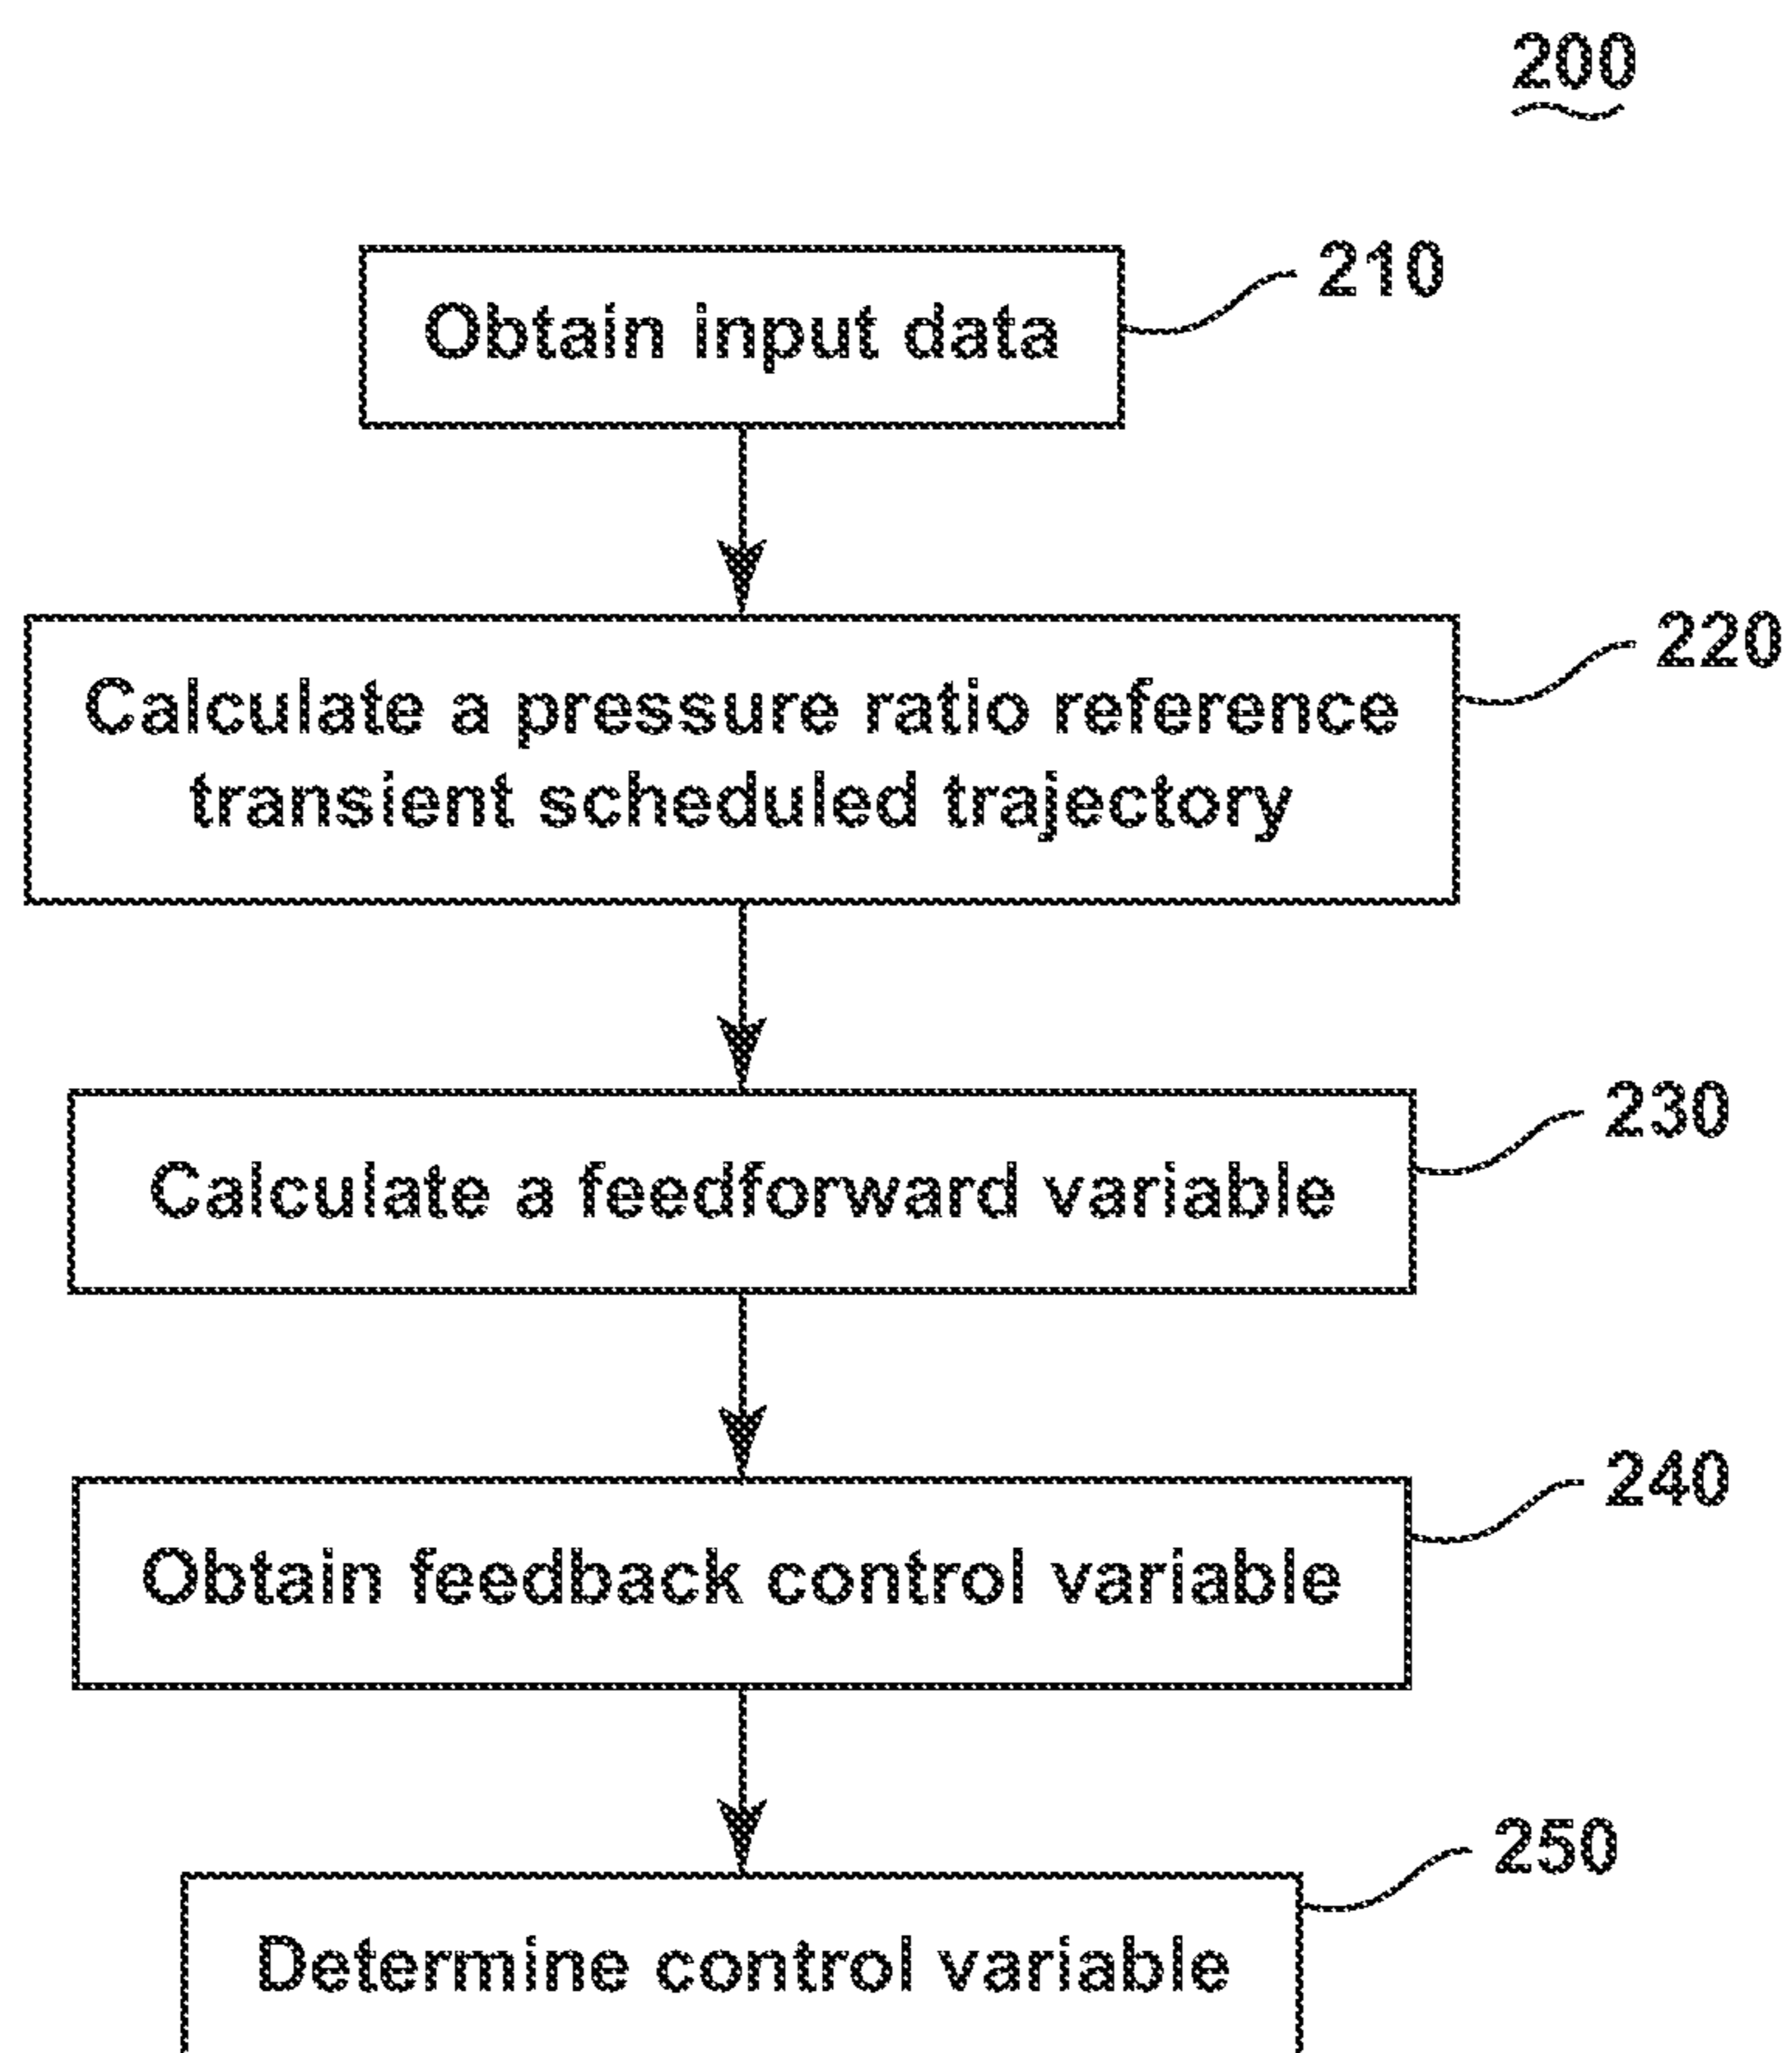 200
210
Obtain input data
220
Calculate a pressure ratio reference
transient scheduled trajectory
230
Calculate a feedforward variable
240
Obtain feedback control variable
250
Determine control variable